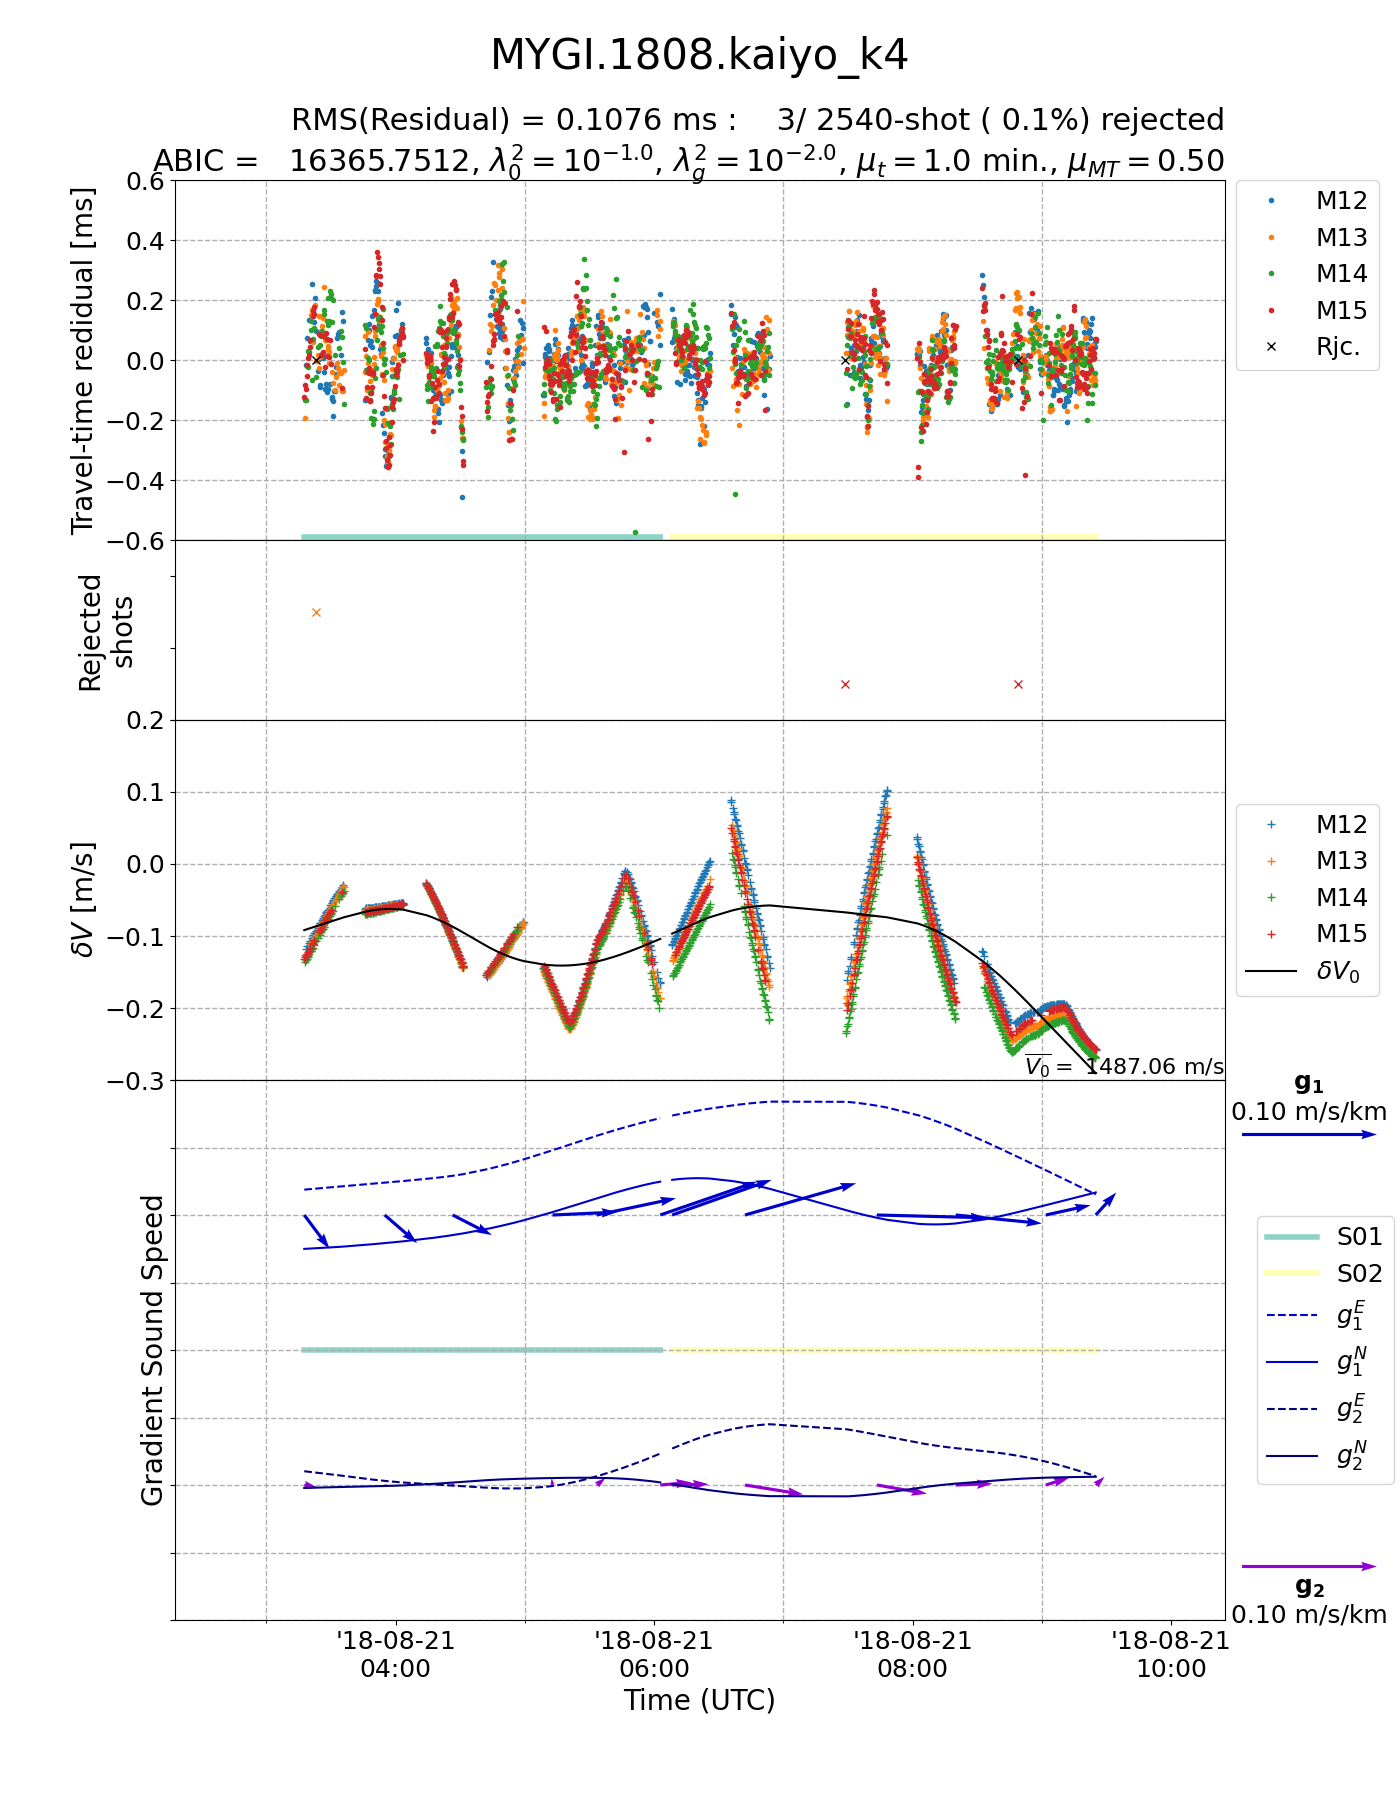 MYGI.1808.kaiyo_k4
RMS(Residual) = 0.1076 ms :    3/ 2540-shot ( 0.1%) rejected
ABIC =   16365.7512, λ₀² = 10⁻¹·⁰, λ_g² = 10⁻²·⁰, μ_t = 1.0 min., μ_MT = 0.50
Travel-time redidual [ms]
0.6
0.4
0.2
0.0
−0.2
−0.4
−0.6
M12
M13
M14
M15
Rjc.
Rejected
shots
δV [m/s]
0.2
0.1
0.0
−0.1
−0.2
−0.3
V̅₀ = 1487.06 m/s
M12
M13
M14
M15
δV₀
Gradient Sound Speed
g₁
0.10 m/s/km
S01
S02
g₁ᴱ
g₁ᴺ
g₂ᴱ
g₂ᴺ
g₂
0.10 m/s/km
'18-08-21
04:00
'18-08-21
06:00
'18-08-21
08:00
'18-08-21
10:00
Time (UTC)